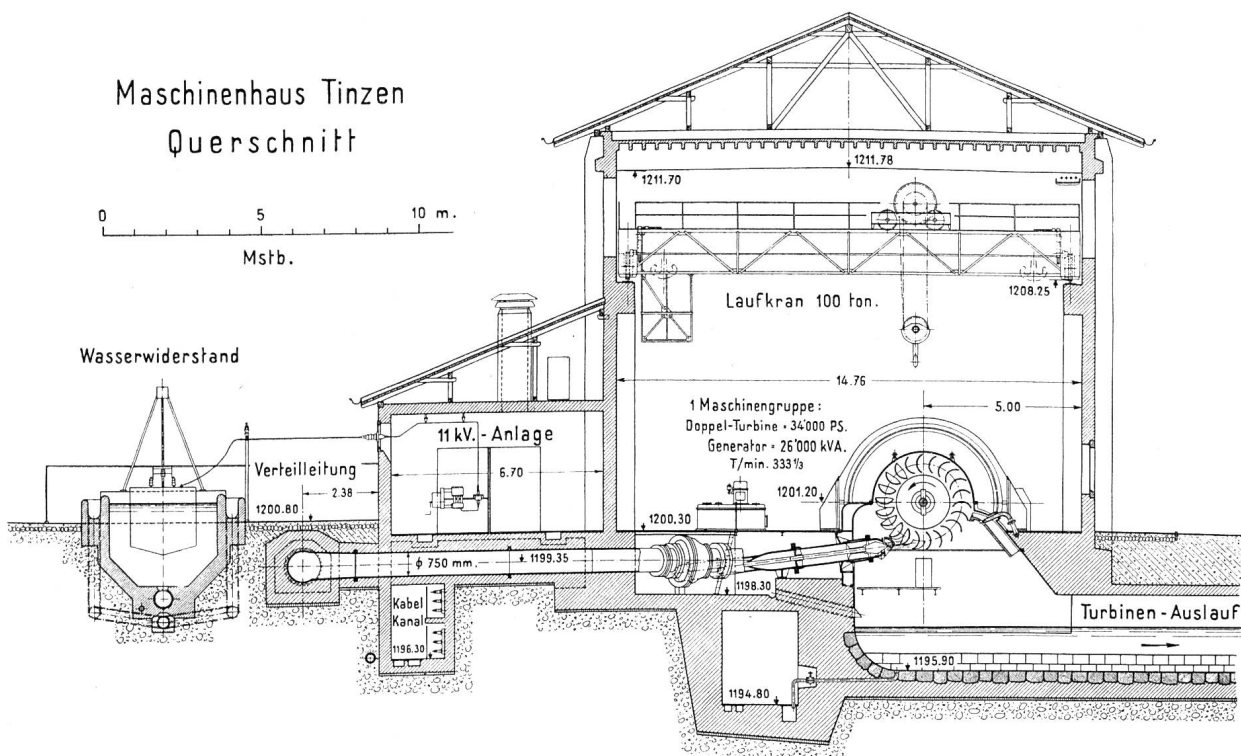 Maschinenhaus Tinzen
Querschnitt
0 5 10 m.
Mstb.
1211.78
1211.70
1208.25
Laufkran 100 ton.
Wasserwiderstand
14.76
5.00
1 Maschinengruppe:
Doppel-Turbine = 34'000 PS.
Generator = 26'000 kVA.
T/min. 333 1/3
11 kV.-Anlage
6.70
Verteilleitung
2.38
1200.80
1201.20
1200.30
ϕ 750 mm.
1199.35
1198.30
Kabel
Kanal
1196.30
Turbinen-Auslauf
1195.90
1194.80